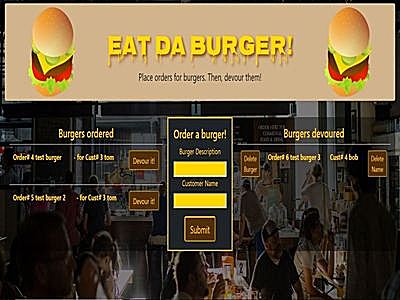 EAT DA BURGER!
Place orders for burgers. Then, devour them!
Burgers ordered
Order# 4 test burger - for Cust# 3 tom Devour it!
Order# 5 test burger 2 - for Cust# 3 tom Devour it!
Order a burger!
Burger Description
Customer Name
Submit
Burgers devoured
Delete Burger
Order# 6 test burger 3 Cust# 4 bob
Delete Name